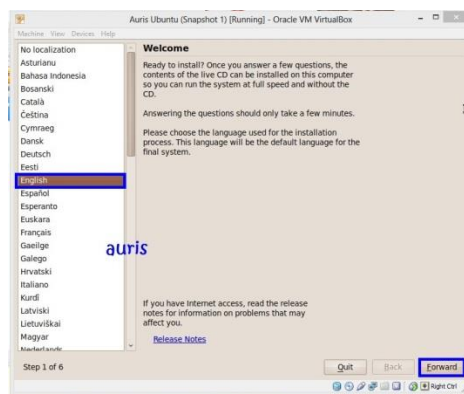 Auris Ubuntu (Snapshot 1) [Running] - Oracle VM VirtualBox
Machine View Devices Help
No localization
Asturianu
Bahasa Indonesia
Bosanski
Català
Čeština
Cymraeg
Dansk
Deutsch
Eesti
English
Español
Esperanto
Euskara
Français
Gaeilge
Galego
Hrvatski
Italiano
Kurdî
Latviski
Lietuviškai
Magyar
Nederlands
Welcome
Ready to install? Once you answer a few questions, the
contents of the live CD can be installed on this computer
so you can run the system at full speed and without the
CD.
Answering the questions should only take a few minutes.
Please choose the language used for the installation
process. This language will be the default language for the
final system.
auris
If you have Internet access, read the release
notes for information on problems that may
affect you.
Release Notes
Step 1 of 6
Quit
Back
Forward
Right Ctrl